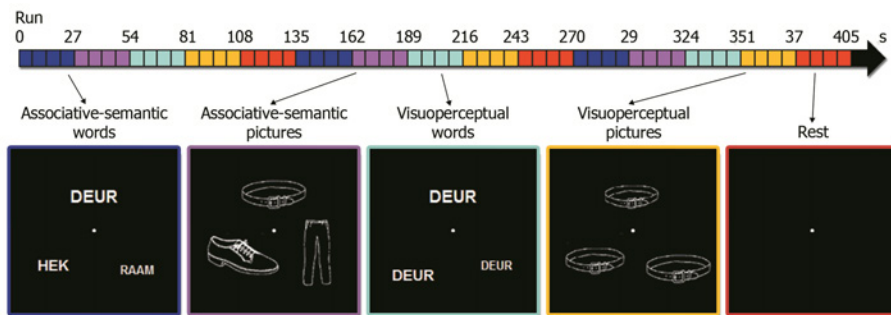 Run
0 27 54 81 108 135 162 189 216 243 270 29 324 351 37 405 s
Associative-semantic words
Associative-semantic pictures
Visuoperceptual words
Visuoperceptual pictures
Rest
DEUR
HEK
RAAM
DEUR
DEUR
DEUR